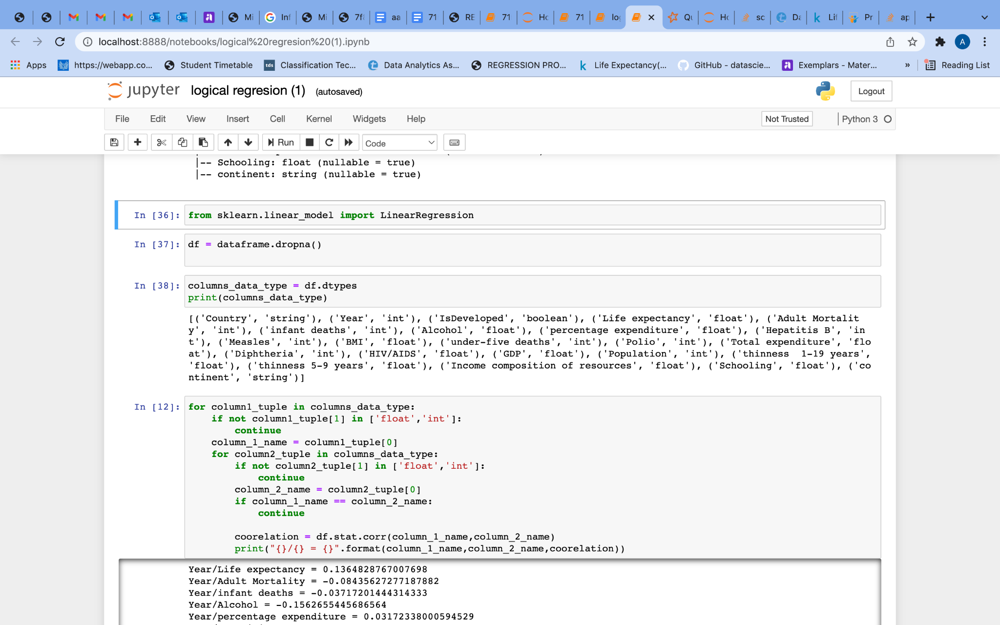 Mi
Inf
Mi
7f
aa
71
RE
71
Hc
71
log
Qu
Hc
sc
Da
Lif
Pr
ap
localhost:8888/notebooks/logical%20regresion%20(1).ipynb
A
Apps
https://webapp.co...
Student Timetable
tds
Classification Tec...
Data Analytics As...
REGRESSION PRO...
Life Expectancy(...
GitHub - datascie...
Exemplars - Mater...
»
Reading List
jupyter logical regresion (1) (autosaved)
Logout
File Edit View Insert Cell Kernel Widgets Help
Not Trusted
Python 3
Run
Code
|-- Schooling: float (nullable = true)
|-- continent: string (nullable = true)
In [36]: from sklearn.linear_model import LinearRegression
In [37]: df = dataframe.dropna()
In [38]: columns_data_type = df.dtypes
print(columns_data_type)
[('Country', 'string'), ('Year', 'int'), ('IsDeveloped', 'boolean'), ('Life expectancy', 'float'), ('Adult Mortalit
y', 'int'), ('infant deaths', 'int'), ('Alcohol', 'float'), ('percentage expenditure', 'float'), ('Hepatitis B', 'in
t'), ('Measles', 'int'), ('BMI', 'float'), ('under-five deaths', 'int'), ('Polio', 'int'), ('Total expenditure', 'flo
at'), ('Diphtheria', 'int'), ('HIV/AIDS', 'float'), ('GDP', 'float'), ('Population', 'int'), ('thinness  1-19 years',
'float'), ('thinness 5-9 years', 'float'), ('Income composition of resources', 'float'), ('Schooling', 'float'), ('co
ntinent', 'string')]
In [12]: for column1_tuple in columns_data_type:
if not column1_tuple[1] in ['float','int']:
continue
column_1_name = column1_tuple[0]
for column2_tuple in columns_data_type:
if not column2_tuple[1] in ['float','int']:
continue
column_2_name = column2_tuple[0]
if column_1_name == column_2_name:
continue
coorelation = df.stat.corr(column_1_name,column_2_name)
print("{}/{} = {}".format(column_1_name,column_2_name,coorelation))
Year/Life expectancy = 0.1364828767007698
Year/Adult Mortality = -0.08435627277187882
Year/infant deaths = -0.03717201444314333
Year/Alcohol = -0.1562655445686564
Year/percentage expenditure = 0.03172338000594529